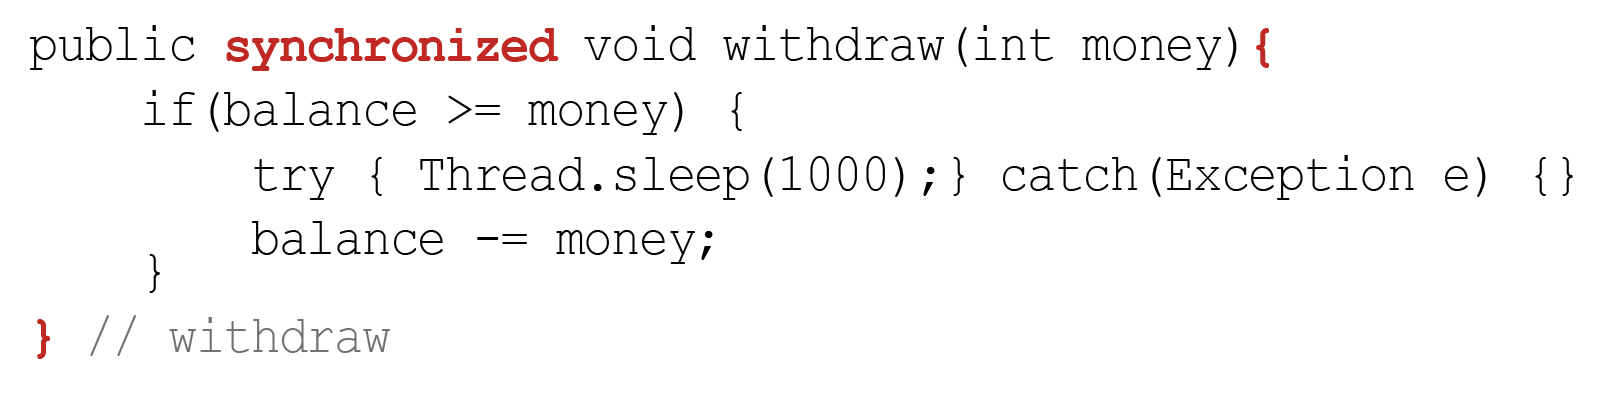 public synchronized void withdraw(int money){
if(balance >= money) {
try { Thread.sleep(1000);} catch(Exception e) {}
balance -= money;
}
} // withdraw